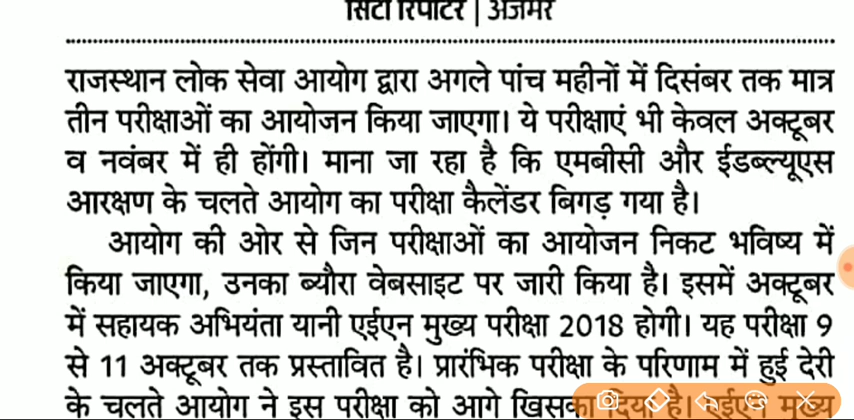 सिटी रिपोर्टर | अजमेर
राजस्थान लोक सेवा आयोग द्वारा अगले पांच महीनों में दिसंबर तक मात्र
तीन परीक्षाओं का आयोजन किया जाएगा। ये परीक्षाएं भी केवल अक्टूबर
व नवंबर में ही होंगी। माना जा रहा है कि एमबीसी और ईडब्ल्यूएस
आरक्षण के चलते आयोग का परीक्षा कैलेंडर बिगड़ गया है।
आयोग की ओर से जिन परीक्षाओं का आयोजन निकट भविष्य में
किया जाएगा, उनका ब्यौरा वेबसाइट पर जारी किया है। इसमें अक्टूबर
में सहायक अभियंता यानी एईएन मुख्य परीक्षा 2018 होगी। यह परीक्षा 9
से 11 अक्टूबर तक प्रस्तावित है। प्रारंभिक परीक्षा के परिणाम में हुई देरी
के चलते आयोग ने इस परीक्षा को आगे खिसका दिया है। मुख्य